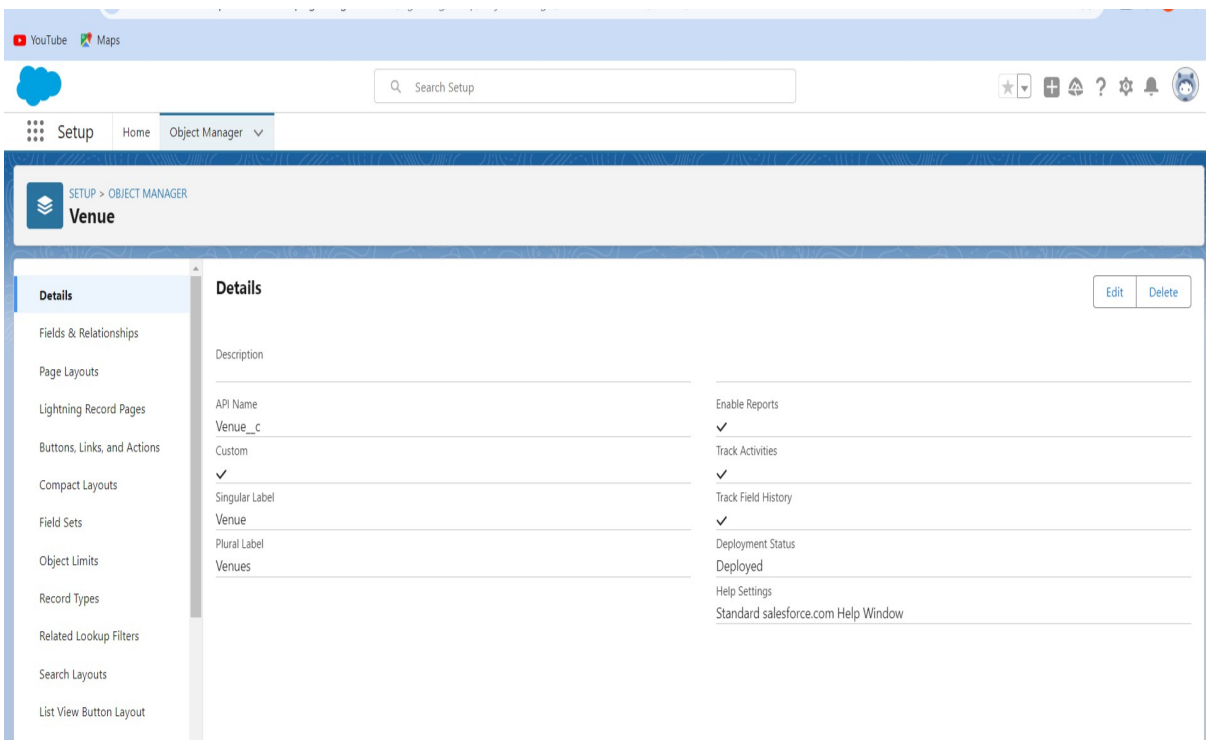 YouTube Maps
Search Setup
Setup Home Object Manager
SETUP > OBJECT MANAGER
Venue
Details
Fields & Relationships
Page Layouts
Lightning Record Pages
Buttons, Links, and Actions
Compact Layouts
Field Sets
Object Limits
Record Types
Related Lookup Filters
Search Layouts
List View Button Layout
Details
Edit Delete
Description
API Name
Venue__c
Custom
Singular Label
Venue
Plural Label
Venues
Enable Reports
Track Activities
Track Field History
Deployment Status
Deployed
Help Settings
Standard salesforce.com Help Window